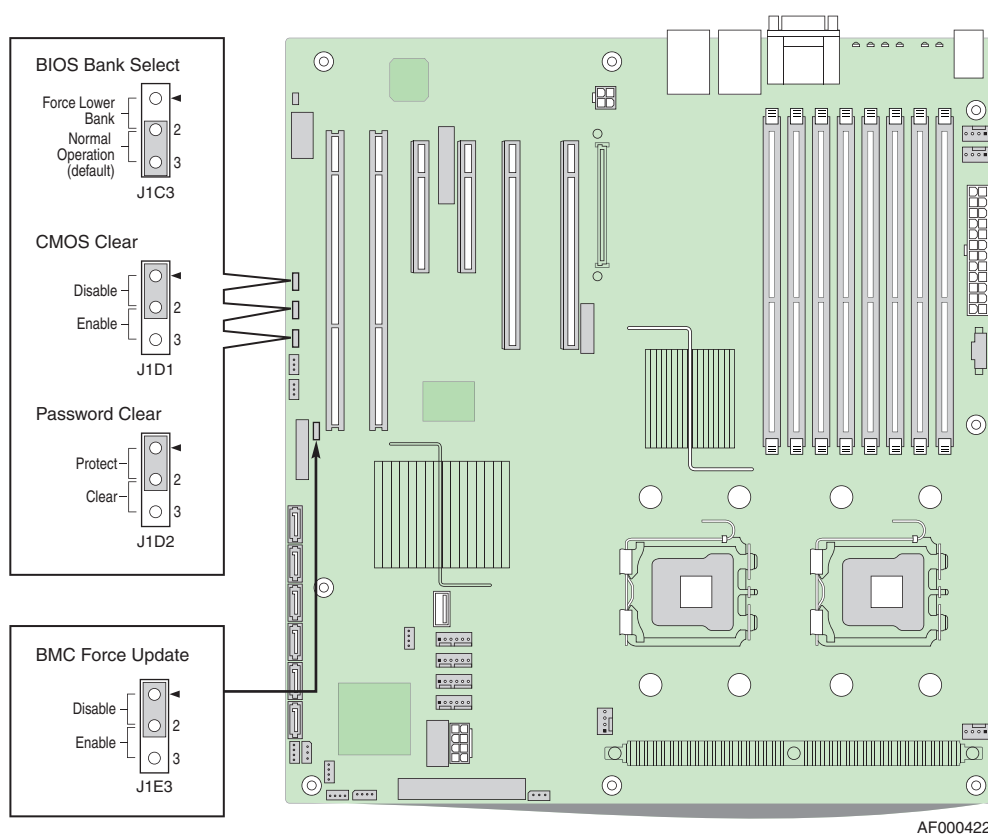 BIOS Bank Select
Force Lower
Bank
2
Normal
Operation
(default)
3
J1C3
CMOS Clear
Disable
2
Enable
3
J1D1
Password Clear
Protect
2
Clear
3
J1D2
BMC Force Update
Disable
2
Enable
3
J1E3
AF000422